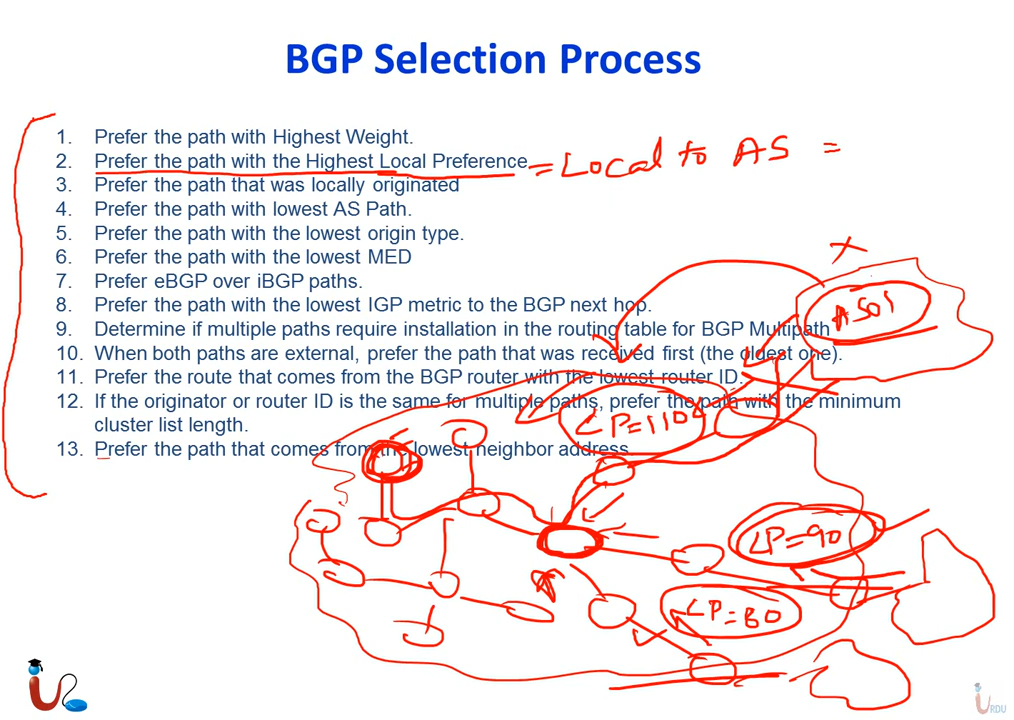 BGP Selection Process
1. Prefer the path with Highest Weight.
2. Prefer the path with the Highest Local Preference = Local to AS =
3. Prefer the path that was locally originated
4. Prefer the path with lowest AS Path.
5. Prefer the path with the lowest origin type.
6. Prefer the path with the lowest MED
7. Prefer eBGP over iBGP paths.
8. Prefer the path with the lowest IGP metric to the BGP next hop.
AS01
9. Determine if multiple paths require installation in the routing table for BGP Multipath
10. When both paths are external, prefer the path that was received first (the oldest one).
11. Prefer the route that comes from the BGP router with the lowest router ID.
12. If the originator or router ID is the same for multiple paths, prefer the path with the minimum
cluster list length.
LP=110
13. Prefer the path that comes from the lowest neighbor address.
LP=90
LP=80
URDU